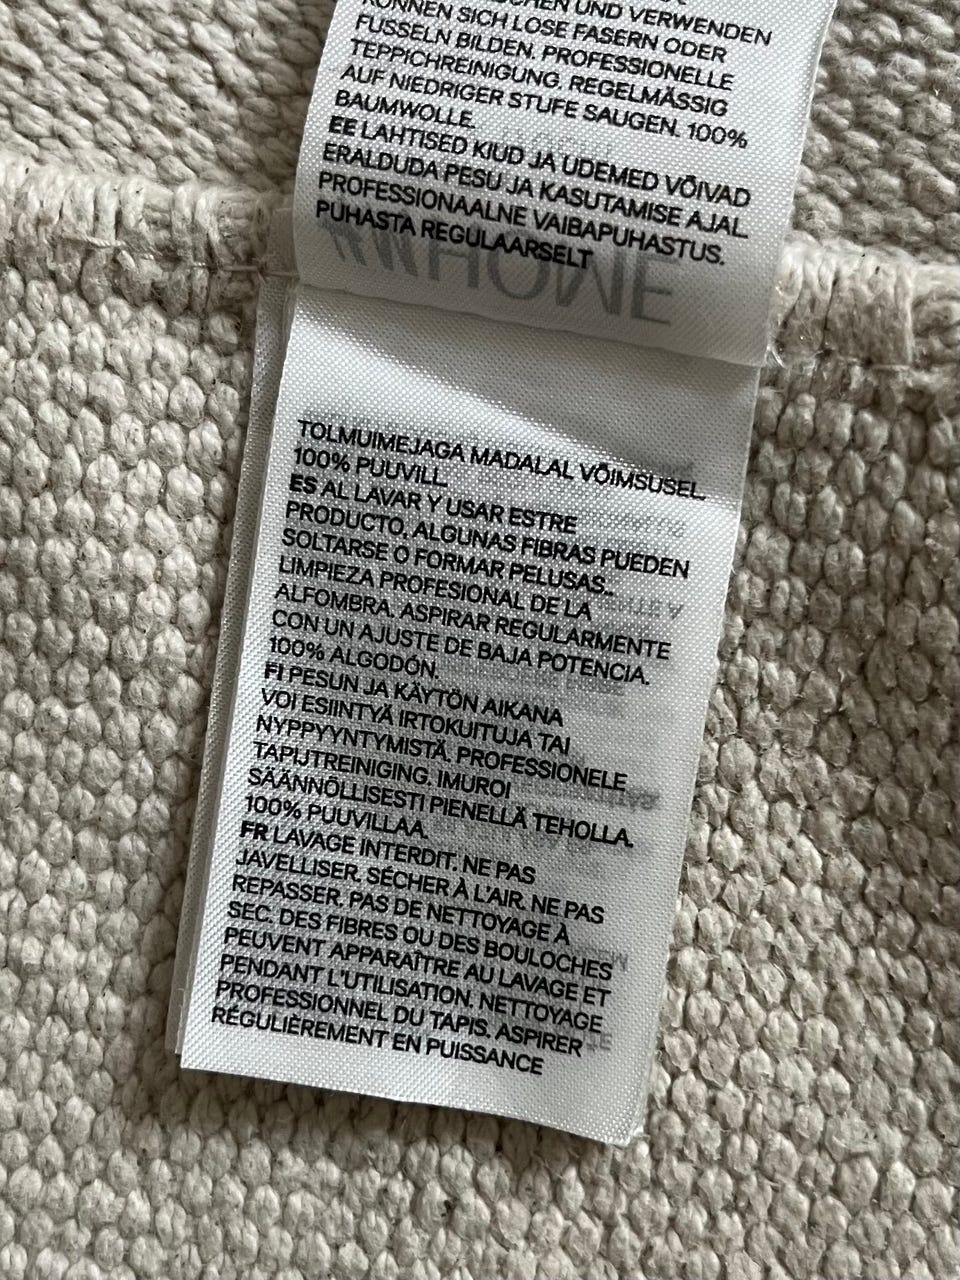 CHEN UND VERWENDEN
KÖNNEN SICH LOSE FASERN ODER
FUSSELN BILDEN. PROFESSIONELLE
TEPPICHREINIGUNG. REGELMÄSSIG
AUF NIEDRIGER STUFE SAUGEN. 100%
BAUMWOLLE.
EE LAHTISED KIUD JA UDEMED VÕIVAD
ERALDUDA PESU JA KASUTAMISE AJAL.
PROFESSIONAALNE VAIBAPUHASTUS.
PUHASTA REGULAARSELT
HOME
TOLMUIMEJAGA MADALAL VÕIMSUSEL.
100% PUUVILL.
ES AL LAVAR Y USAR ESTRE
PRODUCTO, ALGUNAS FIBRAS PUEDEN
SOLTARSE O FORMAR PELUSAS..
LIMPIEZA PROFESIONAL DE LA
ALFOMBRA. ASPIRAR REGULARMENTE
CON UN AJUSTE DE BAJA POTENCIA.
100% ALGODÓN.
FI PESUN JA KÄYTÖN AIKANA
VOI ESIINTYÄ IRTOKUITUJA TAI
NYPPYYNTYMISTÄ. PROFESSIONELE
TAPIJTREINIGING. IMUROI
SÄÄNNÖLLISESTI PIENELLÄ TEHOLLA.
100% PUUVILLAA.
FR LAVAGE INTERDIT. NE PAS
JAVELLISER. SÉCHER À L'AIR. NE PAS
REPASSER. PAS DE NETTOYAGE À
SEC. DES FIBRES OU DES BOULOCHES
PEUVENT APPARAÎTRE AU LAVAGE ET
PENDANT L'UTILISATION. NETTOYAGE
PROFESSIONNEL DU TAPIS. ASPIRER
RÉGULIÈREMENT EN PUISSANCE